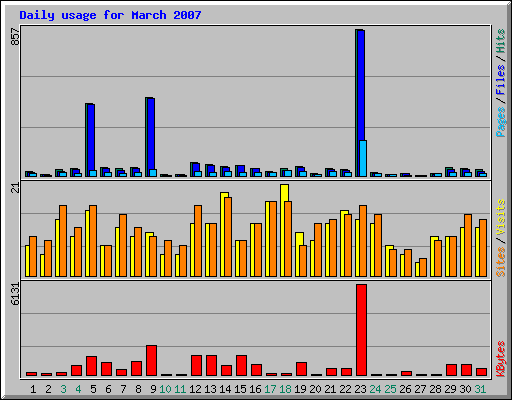 Daily usage for March 2007
857
Pages / Files / Hits
21
Sites / Visits
6131
KBytes
1 2 3 4 5 6 7 8 9 10 11 12 13 14 15 16 17 18 19 20 21 22 23 24 25 26 27 28 29 30 31